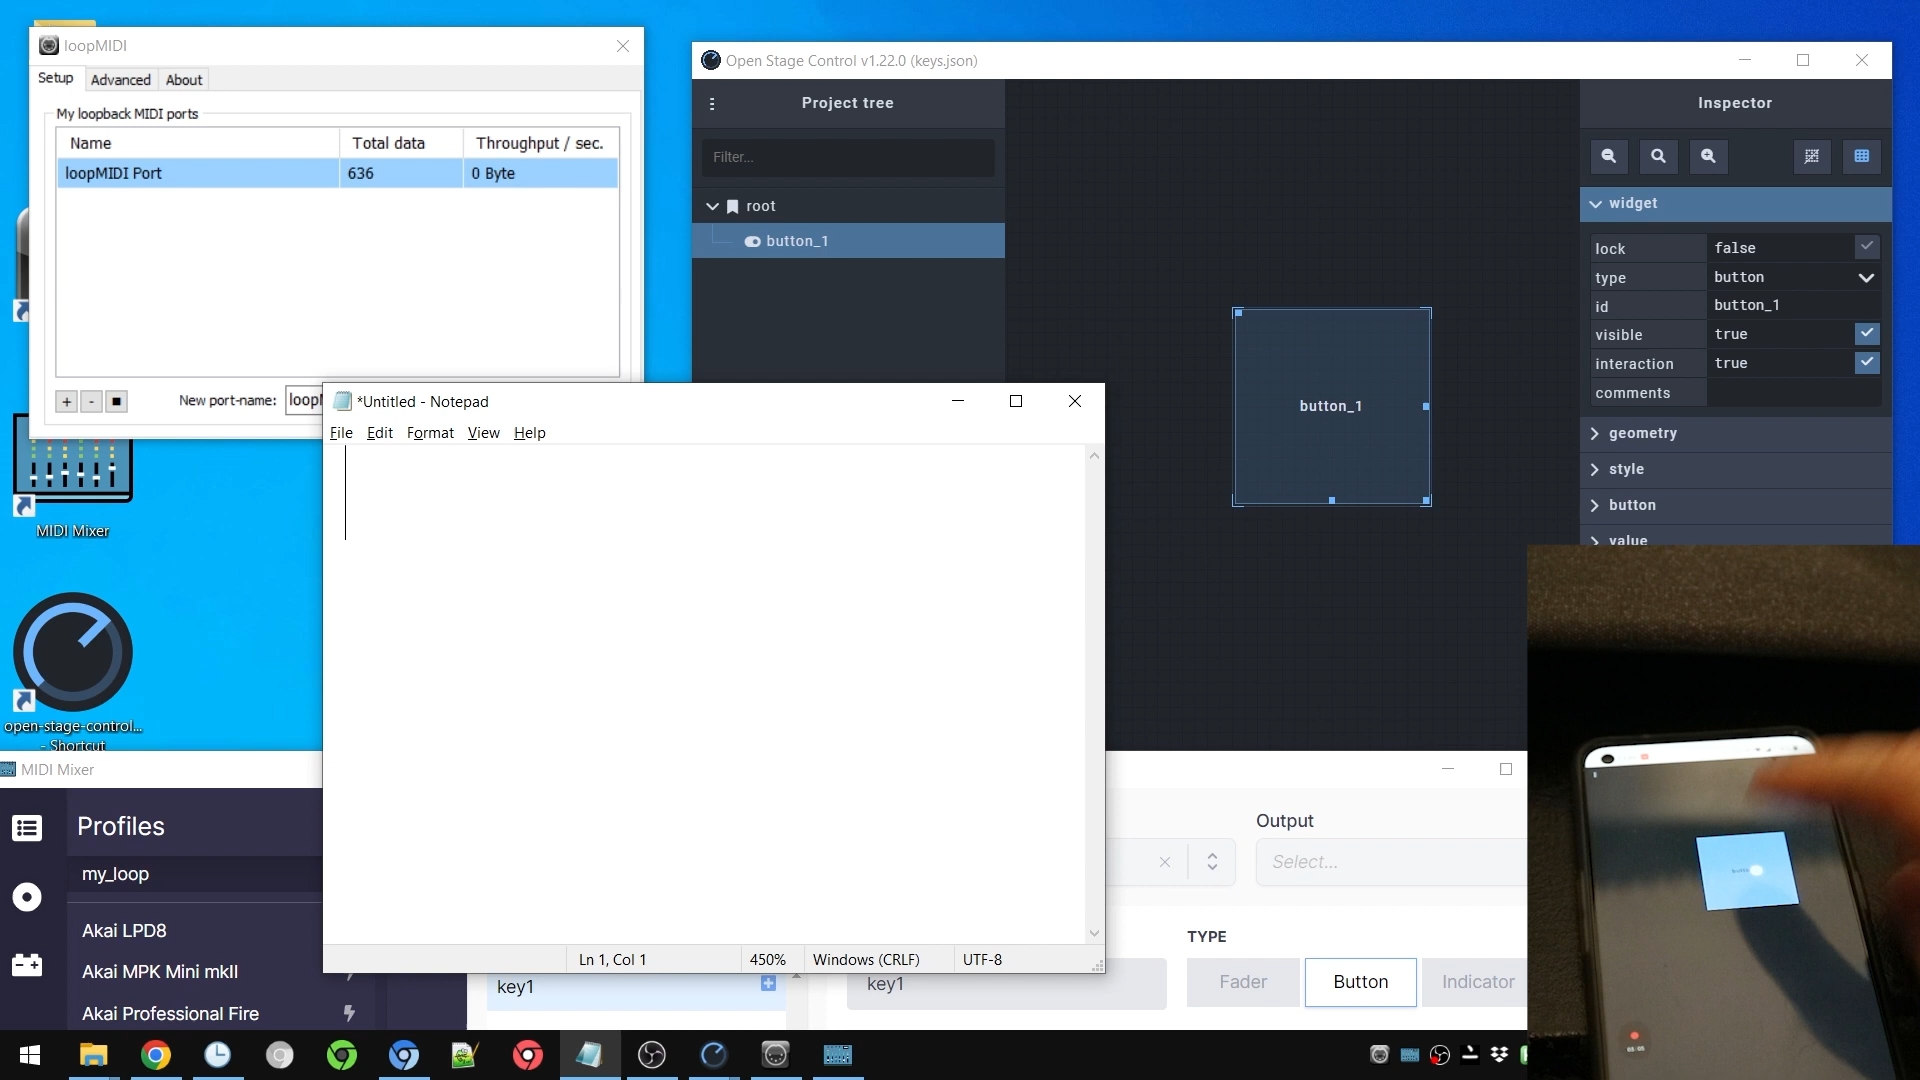 loopMIDI
Setup
Advanced
About
My loopback MIDI ports
Name
Total data
Throughput / sec.
loopMIDI Port
636
0 Byte
+
-
New port-name:
Open Stage Control v1.22.0 (keys.json)
Project tree
Inspector
Filter...
root
button_1
button_1
widget
lock
false
type
button
id
button_1
visible
true
interaction
true
comments
geometry
style
button
value
*Untitled - Notepad
File
Edit
Format
View
Help
Ln 1, Col 1
450%
Windows (CRLF)
UTF-8
MIDI Mixer
open-stage-control...
- Shortcut
MIDI Mixer
Profiles
my_loop
Akai LPD8
Akai MPK Mini mkII
Akai Professional Fire
key1
key1
Output
Select...
TYPE
Fader
Button
Indicator